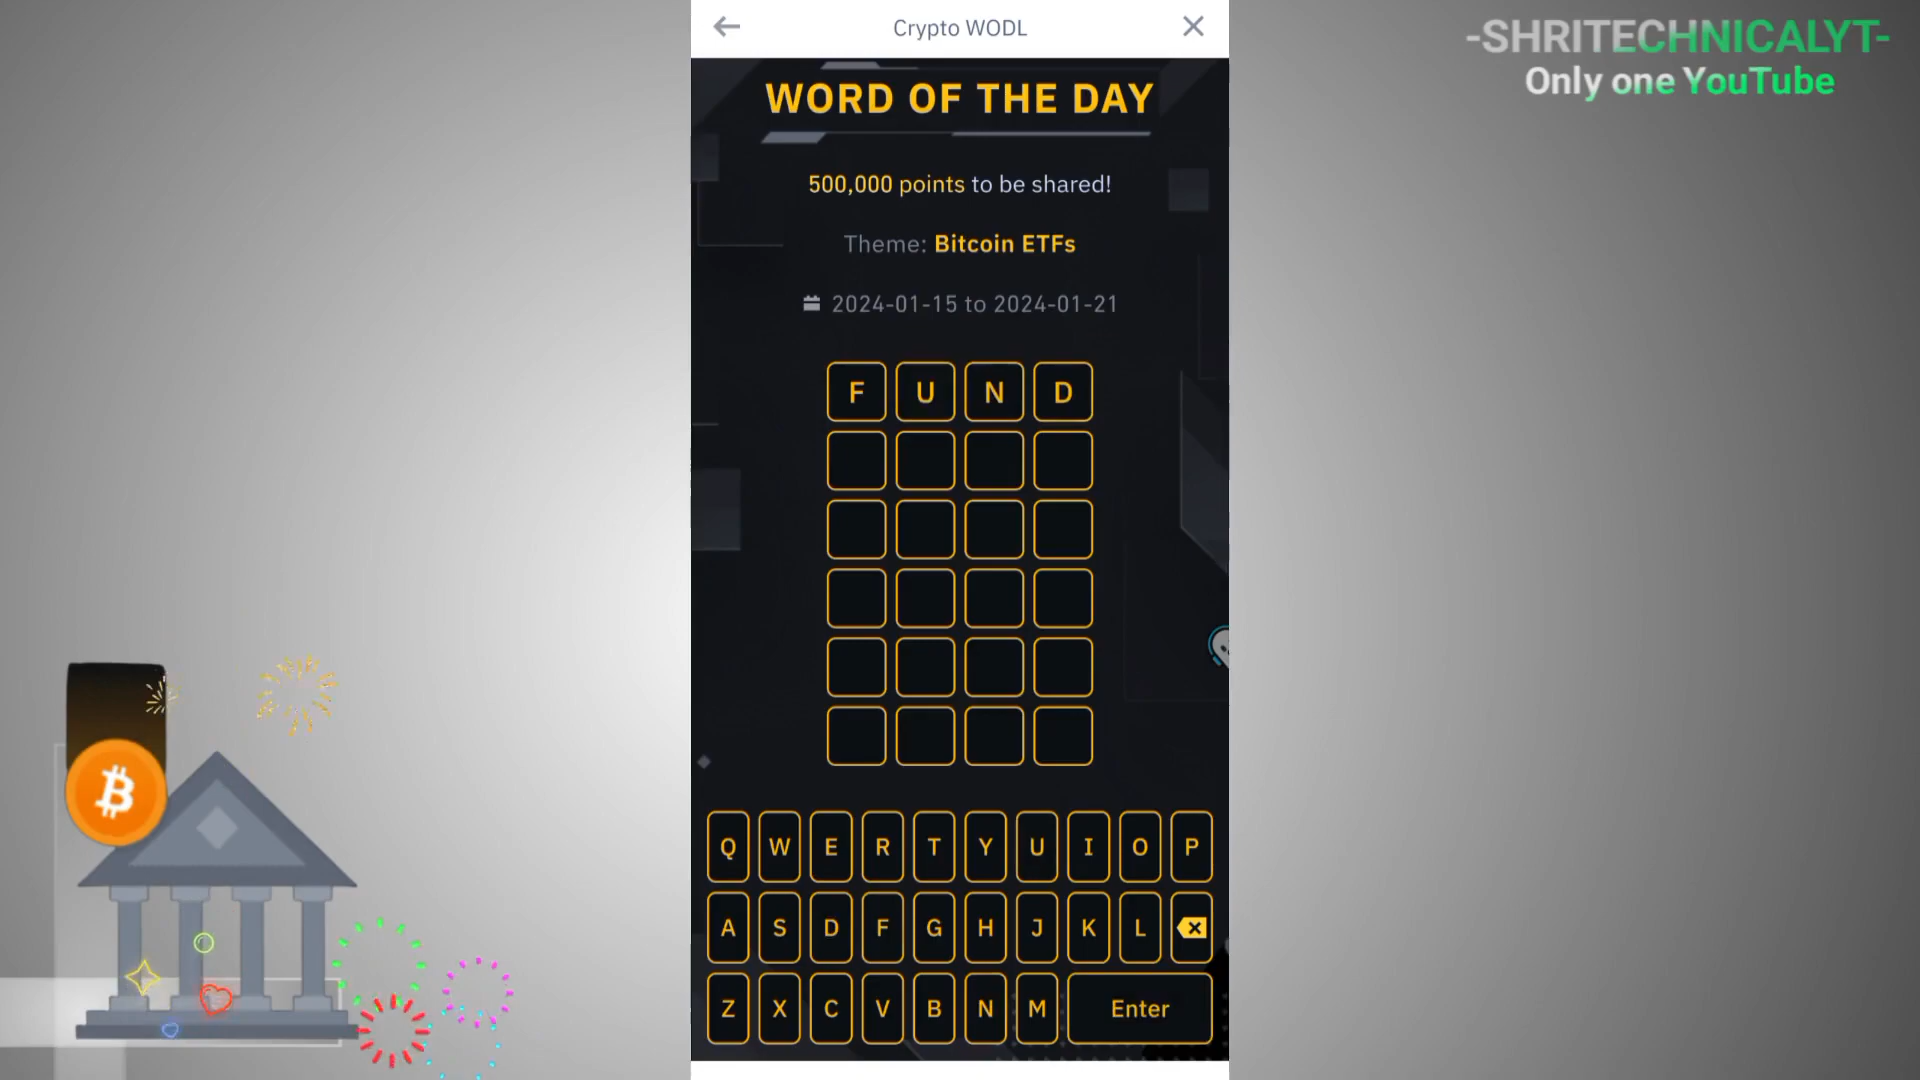 Crypto WODL
-SHRITECHNICALYT-
Only one YouTube
WORD OF THE DAY
500,000 points to be shared!
Theme: Bitcoin ETFs
2024-01-15 to 2024-01-21
F U N D
Q W E R T Y U I O P
A S D F G H J K L
Z X C V B N M Enter